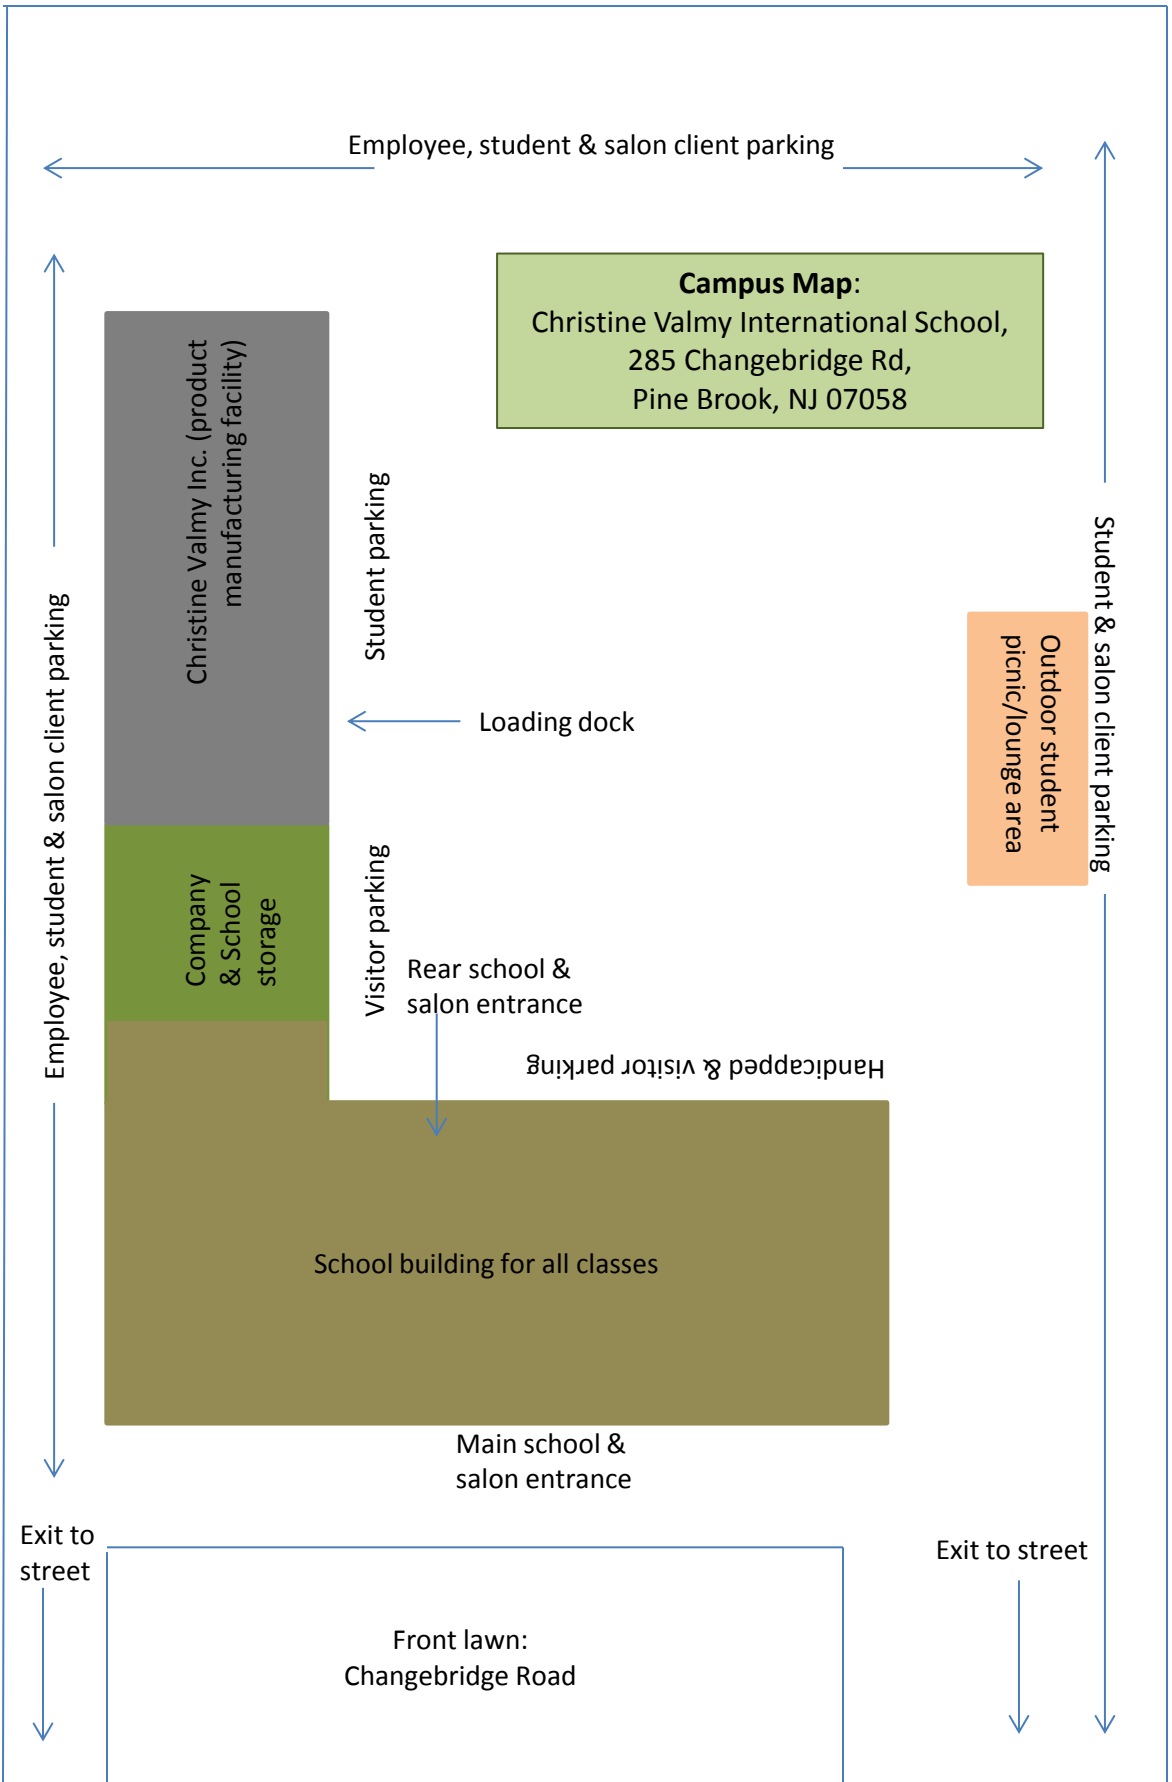 Employee, student & salon client parking
Campus Map:
Christine Valmy International School,
285 Changebridge Rd,
Pine Brook, NJ 07058
Christine Valmy Inc. (product
manufacturing facility)
Student parking
Employee, student & salon client parking
Student & salon client parking
Outdoor student
picnic/lounge area
Loading dock
Company
& School
storage
Visitor parking
Rear school &
salon entrance
Handicapped & visitor parking
School building for all classes
Main school &
salon entrance
Exit to
street
Exit to street
Front lawn:
Changebridge Road